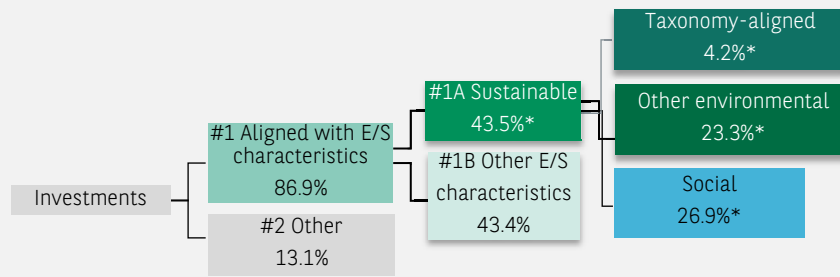 Investments
#1 Aligned with E/S
characteristics
86.9%
#2 Other
13.1%
#1A Sustainable
43.5%*
#1B Other E/S
characteristics
43.4%
Taxonomy-aligned
4.2%*
Other environmental
23.3%*
Social
26.9%*